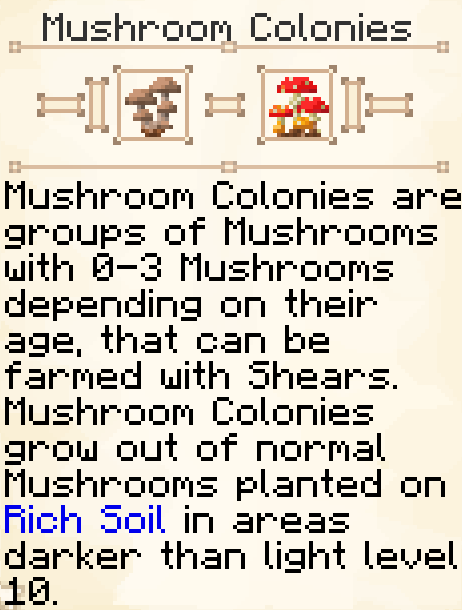 Mushroom Colonies
Mushroom Colonies are
groups of Mushrooms
with 0-3 Mushrooms
depending on their
age, that can be
farmed with Shears.
Mushroom Colonies
grow out of normal
Mushrooms planted on
Rich Soil in areas
darker than light level
10.